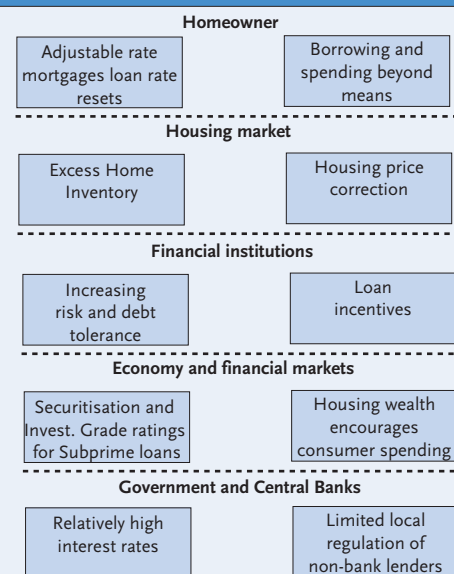 Homeowner
Adjustable rate
mortgages loan rate
resets
Borrowing and
spending beyond
means
Housing market
Excess Home
Inventory
Housing price
correction
Financial institutions
Increasing
risk and debt
tolerance
Loan
incentives
Economy and financial markets
Securitisation and
Invest. Grade ratings
for Subprime loans
Housing wealth
encourages
consumer spending
Government and Central Banks
Relatively high
interest rates
Limited local
regulation of
non-bank lenders